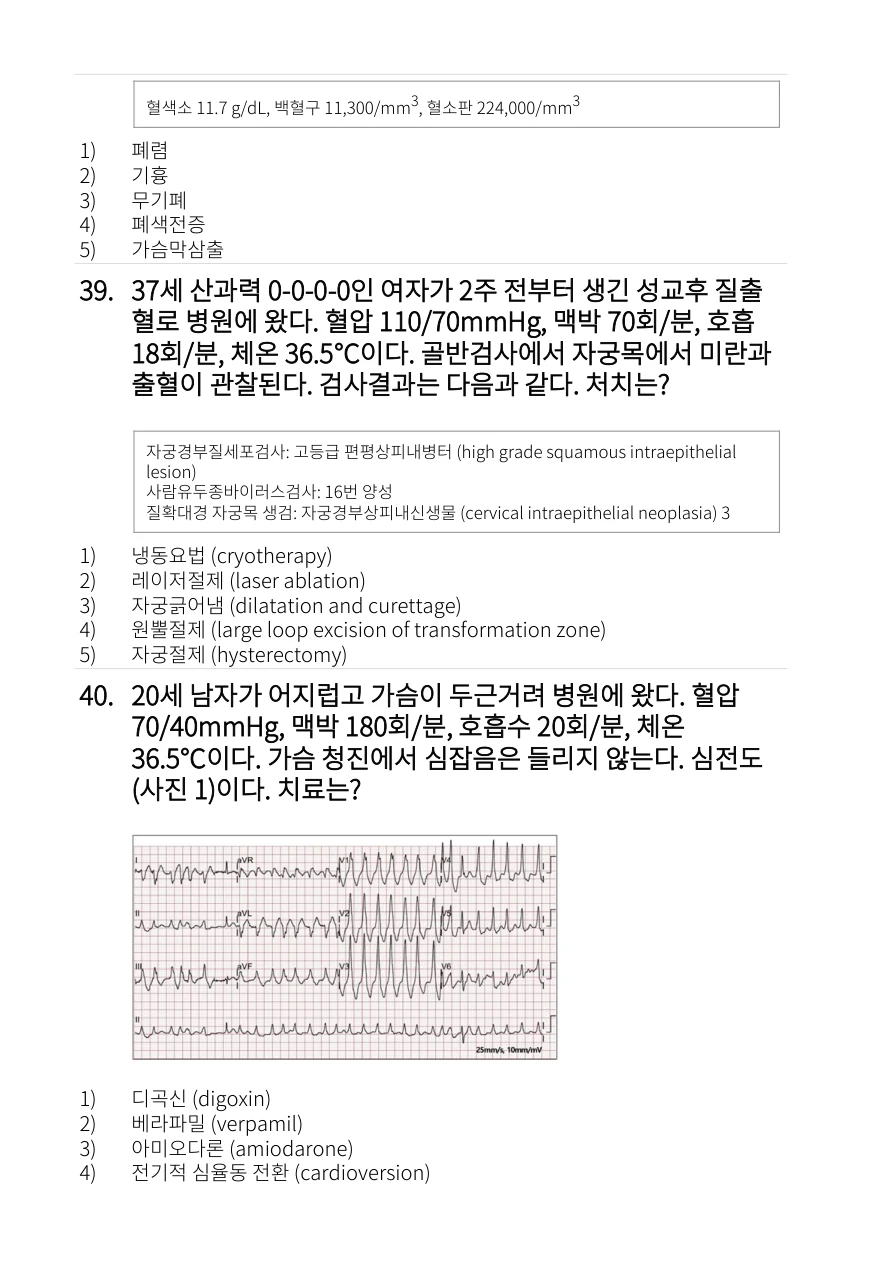 혈색소 11.7 g/dL, 백혈구 11,300/mm3, 혈소판 224,000/mm3
1) 폐렴
2) 기흉
3) 무기폐
4) 폐색전증
5) 가슴막삼출
39. 37세 산과력 0-0-0-0인 여자가 2주 전부터 생긴 성교후 질출
혈로 병원에 왔다. 혈압 110/70mmHg, 맥박 70회/분, 호흡
18회/분, 체온 36.5°C이다. 골반검사에서 자궁목에서 미란과
출혈이 관찰된다. 검사결과는 다음과 같다. 처치는?
자궁경부질세포검사: 고등급 편평상피내병터 (high grade squamous intraepithelial
lesion)
사람유두종바이러스검사: 16번 양성
질확대경 자궁목 생검: 자궁경부상피내신생물 (cervical intraepithelial neoplasia) 3
1) 냉동요법 (cryotherapy)
2) 레이저절제 (laser ablation)
3) 자궁긁어냄 (dilatation and curettage)
4) 원뿔절제 (large loop excision of transformation zone)
5) 자궁절제 (hysterectomy)
40. 20세 남자가 어지럽고 가슴이 두근거려 병원에 왔다. 혈압
70/40mmHg, 맥박 180회/분, 호흡수 20회/분, 체온
36.5°C이다. 가슴 청진에서 심잡음은 들리지 않는다. 심전도
(사진 1)이다. 치료는?
I aVR V1 V4
II aVL V2 V5
III aVF V3 V6
II
25mm/s, 10mm/mV
1) 디곡신 (digoxin)
2) 베라파밀 (verpamil)
3) 아미오다론 (amiodarone)
4) 전기적 심율동 전환 (cardioversion)